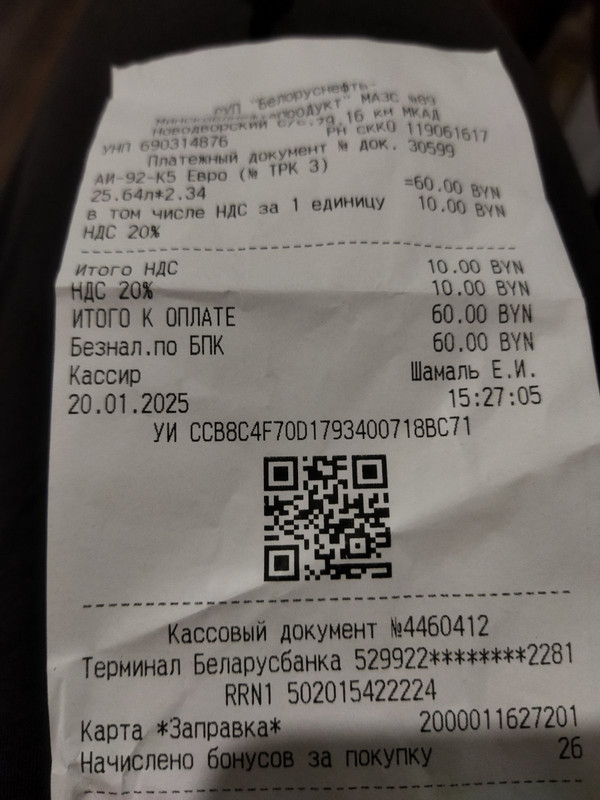 РУП "Белоруснефть-
Минскоблнефтепродукт" МАЗС №89
Новодворский с/с,79,16 км МКАД
УНП 690314876 РН СККО 119061617
Платежный документ № док. 30599
АИ-92-К5 Евро (№ ТРК 3)
25.64л*2.34 =60.00 BYN
в том числе НДС за 1 единицу 10.00 BYN
НДС 20%
Итого НДС 10.00 BYN
НДС 20% 10.00 BYN
ИТОГО К ОПЛАТЕ 60.00 BYN
Безнал.по БПК 60.00 BYN
Кассир Шамаль Е.И.
20.01.2025 15:27:05
УИ CCB8C4F70D1793400718BC71
Кассовый документ №4460412
Терминал Беларусбанка 529922********2281
RRN1 502015422224
Карта *Заправка* 2000011627201
Начислено бонусов за покупку 26